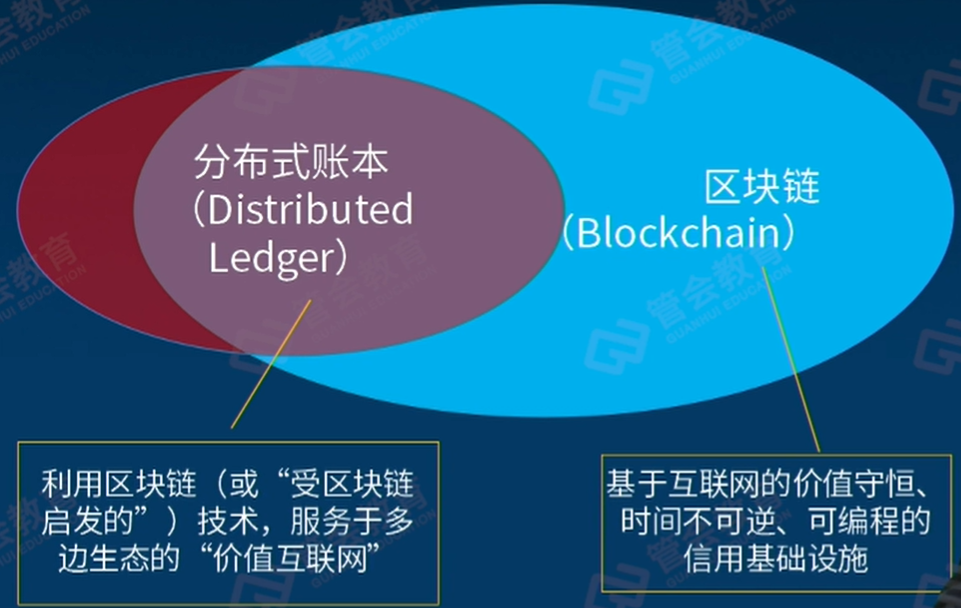 分布式账本
（Distributed
Ledger）
区块链
（Blockchain）
利用区块链（或“受区块链
启发的”）技术，服务于多
边生态的“价值互联网”
基于互联网的价值守恒、
时间不可逆、可编程的
信用基础设施
管会教育
GUANHUI EDUCATION